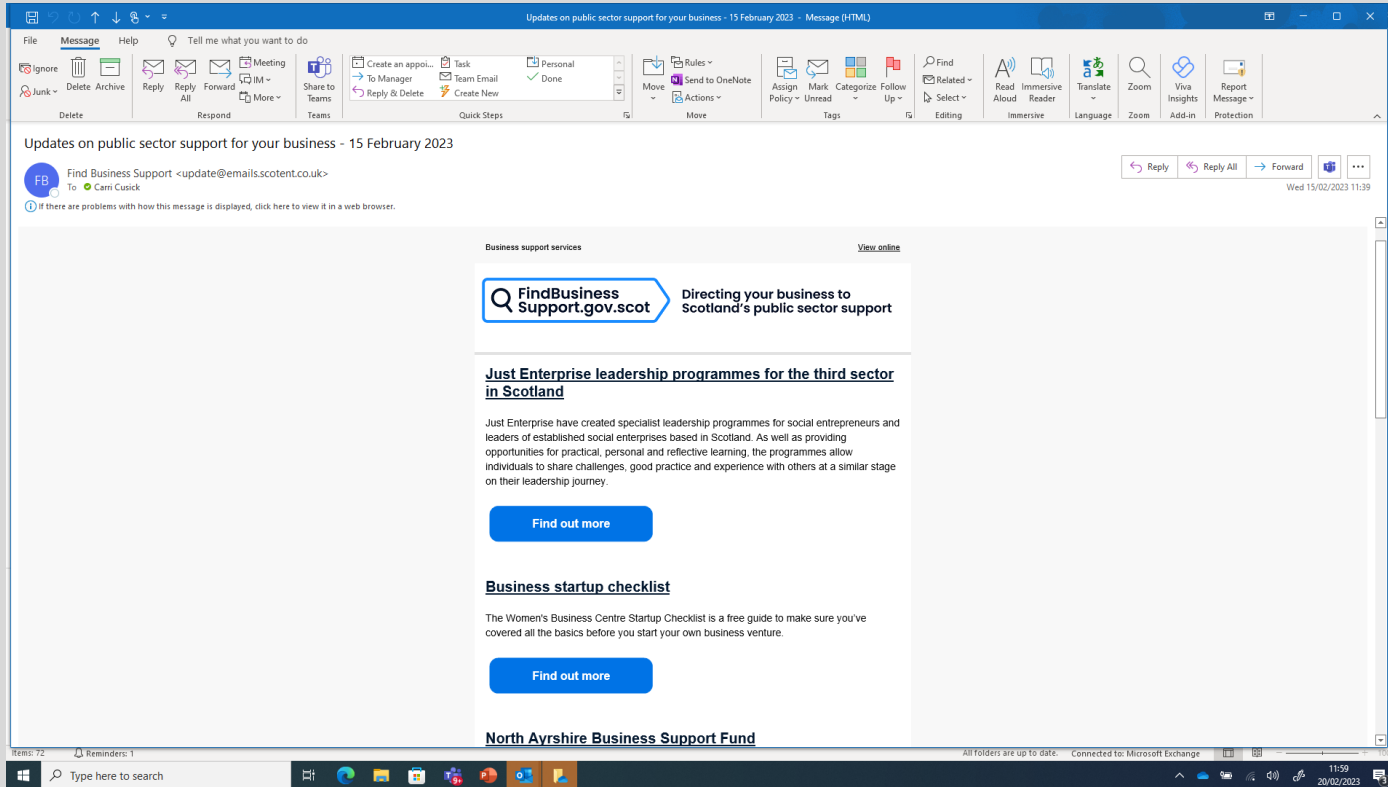 Updates on public sector support for your business - 15 February 2023 - Message (HTML)
File Message Help Tell me what you want to do
Ignore
Junk
Delete
Archive
Delete
Reply
Reply All
Forward
Meeting
IM
More
Respond
Share to Teams
Teams
Create an appoi...
To Manager
Reply & Delete
Task
Team Email
Create New
Personal
Done
Quick Steps
Move
Rules
Send to OneNote
Actions
Move
Assign Policy
Mark Unread
Categorize
Follow Up
Tags
Find
Related
Select
Editing
Read Aloud
Immersive Reader
Immersive
Translate
Language
Zoom
Zoom
Viva Insights
Add-in
Report Message
Protection
Updates on public sector support for your business - 15 February 2023
FB
Find Business Support <update@emails.scotent.co.uk>
To Carri Cusick
Reply Reply All Forward
Wed 15/02/2023 11:39
If there are problems with how this message is displayed, click here to view it in a web browser.
Business support services View online
FindBusiness
Support.gov.scot
Directing your business to
Scotland's public sector support
Just Enterprise leadership programmes for the third sector
in Scotland
Just Enterprise have created specialist leadership programmes for social entrepreneurs and
leaders of established social enterprises based in Scotland. As well as providing
opportunities for practical, personal and reflective learning, the programmes allow
individuals to share challenges, good practice and experience with others at a similar stage
on their leadership journey.
Find out more
Business startup checklist
The Women's Business Centre Startup Checklist is a free guide to make sure you've
covered all the basics before you start your own business venture.
Find out more
North Ayrshire Business Support Fund
Items: 72 Reminders: 1 All folders are up to date. Connected to: Microsoft Exchange
Type here to search
9+
11:59
20/02/2023
3